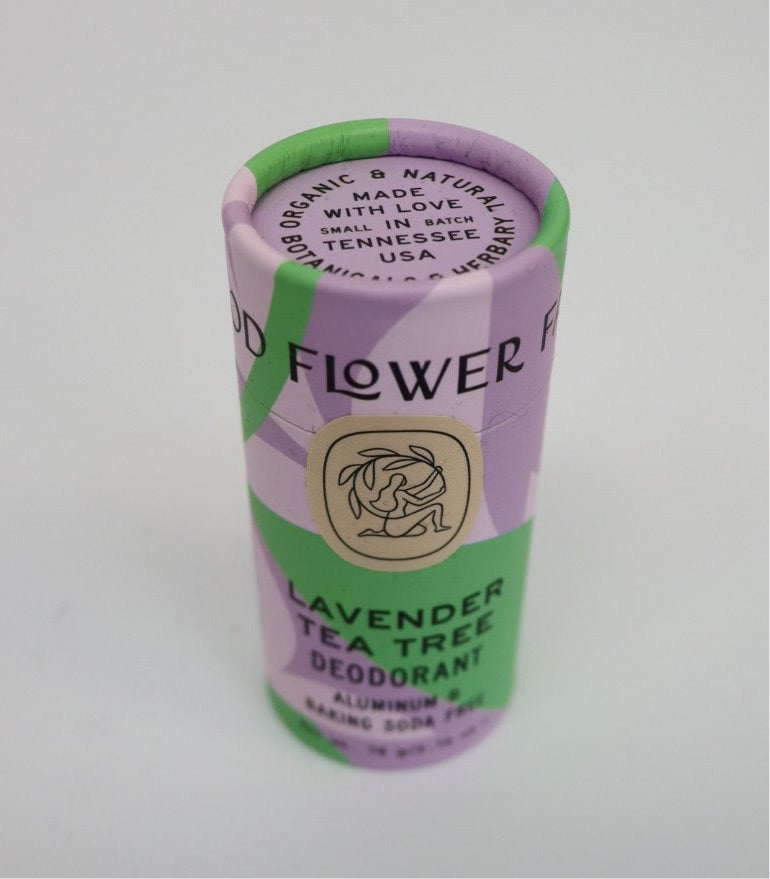 ORGANIC & NATURAL
BOTANICALS & HERBARY
MADE
WITH LOVE
SMALL IN BATCH
TENNESSEE
USA
OD FLOWER F
LAVENDER
TEA TREE
DEODORANT
ALUMINUM &
BAKING SODA FREE